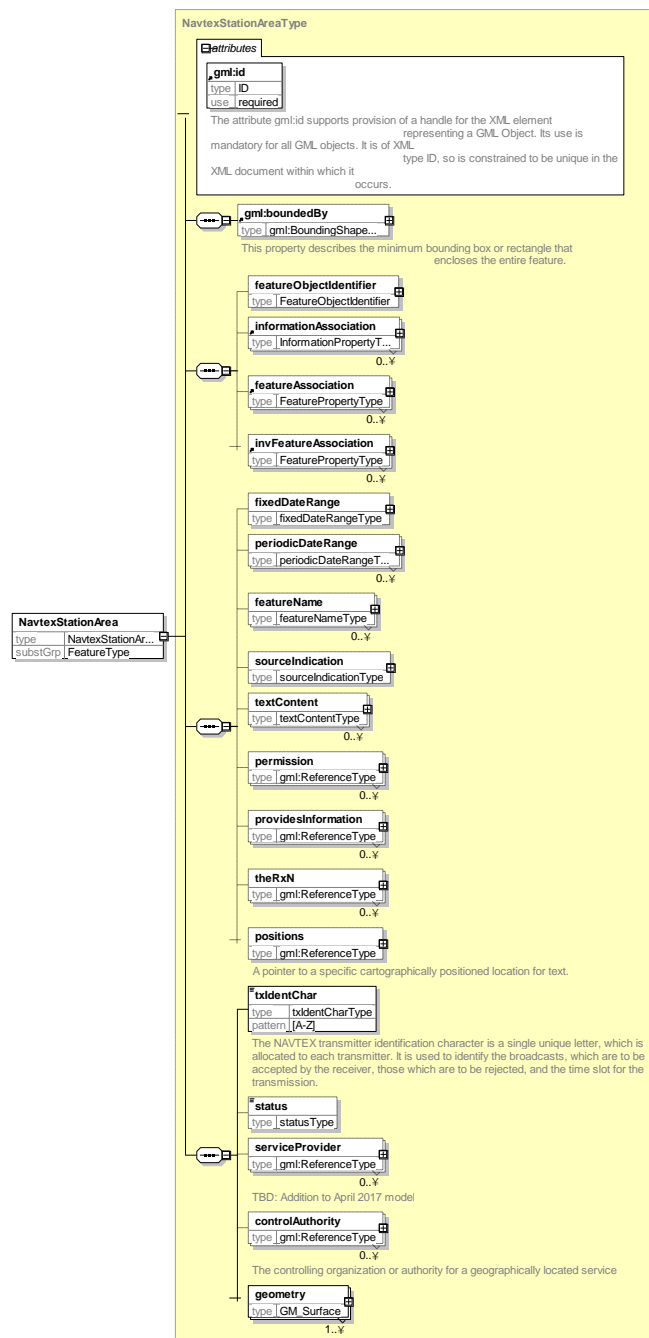 NavtexStationAreaType
attributes
gml:id
type ID
use required
The attribute gml:id supports provision of a handle for the XML element
representing a GML Object. Its use is
mandatory for all GML objects. It is of XML
type ID, so is constrained to be unique in the
XML document within which it
occurs.
gml:boundedBy
type gml:BoundingShape...
This property describes the minimum bounding box or rectangle that
encloses the entire feature.
featureObjectIdentifier
type FeatureObjectIdentifier
informationAssociation
type InformationPropertyT...
0..¥
featureAssociation
type FeaturePropertyType
0..¥
invFeatureAssociation
type FeaturePropertyType
0..¥
fixedDateRange
type fixedDateRangeType
periodicDateRange
type periodicDateRangeT...
0..¥
featureName
type featureNameType
0..¥
NavtexStationArea
type NavtexStationAr...
substGrp FeatureType
sourceIndication
type sourceIndicationType
textContent
type textContentType
0..¥
permission
type gml:ReferenceType
0..¥
providesInformation
type gml:ReferenceType
0..¥
theRxN
type gml:ReferenceType
0..¥
positions
type gml:ReferenceType
A pointer to a specific cartographically positioned location for text.
txIdentChar
type txIdentCharType
pattern [A-Z]
The NAVTEX transmitter identification character is a single unique letter, which is
allocated to each transmitter. It is used to identify the broadcasts, which are to be
accepted by the receiver, those which are to be rejected, and the time slot for the
transmission.
status
type statusType
serviceProvider
type gml:ReferenceType
0..¥
TBD: Addition to April 2017 model
controlAuthority
type gml:ReferenceType
0..¥
The controlling organization or authority for a geographically located service
geometry
type GM_Surface
1..¥